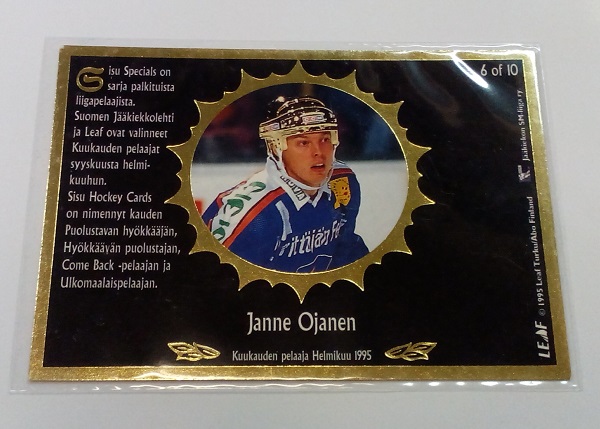 Sisu Specials on
sarja palkituista
liigapelaajista.
Suomen Jääkiekkolehti
ja Leaf ovat valinneet
Kuukauden pelaajat
syyskuusta helmi-
kuuhun.
Sisu Hockey Cards
on nimennyt kauden
Puolustavan hyökkääjän,
Hyökkäävän puolustajan,
Come Back -pelaajan ja
Ulkomaalaispelaajan.
6 of 10
Jääkiekon SM-liiga ry.
LEAF © 1995 Leaf Turku/Åbo Finland
Janne Ojanen
Kuukauden pelaaja Helmikuu 1995